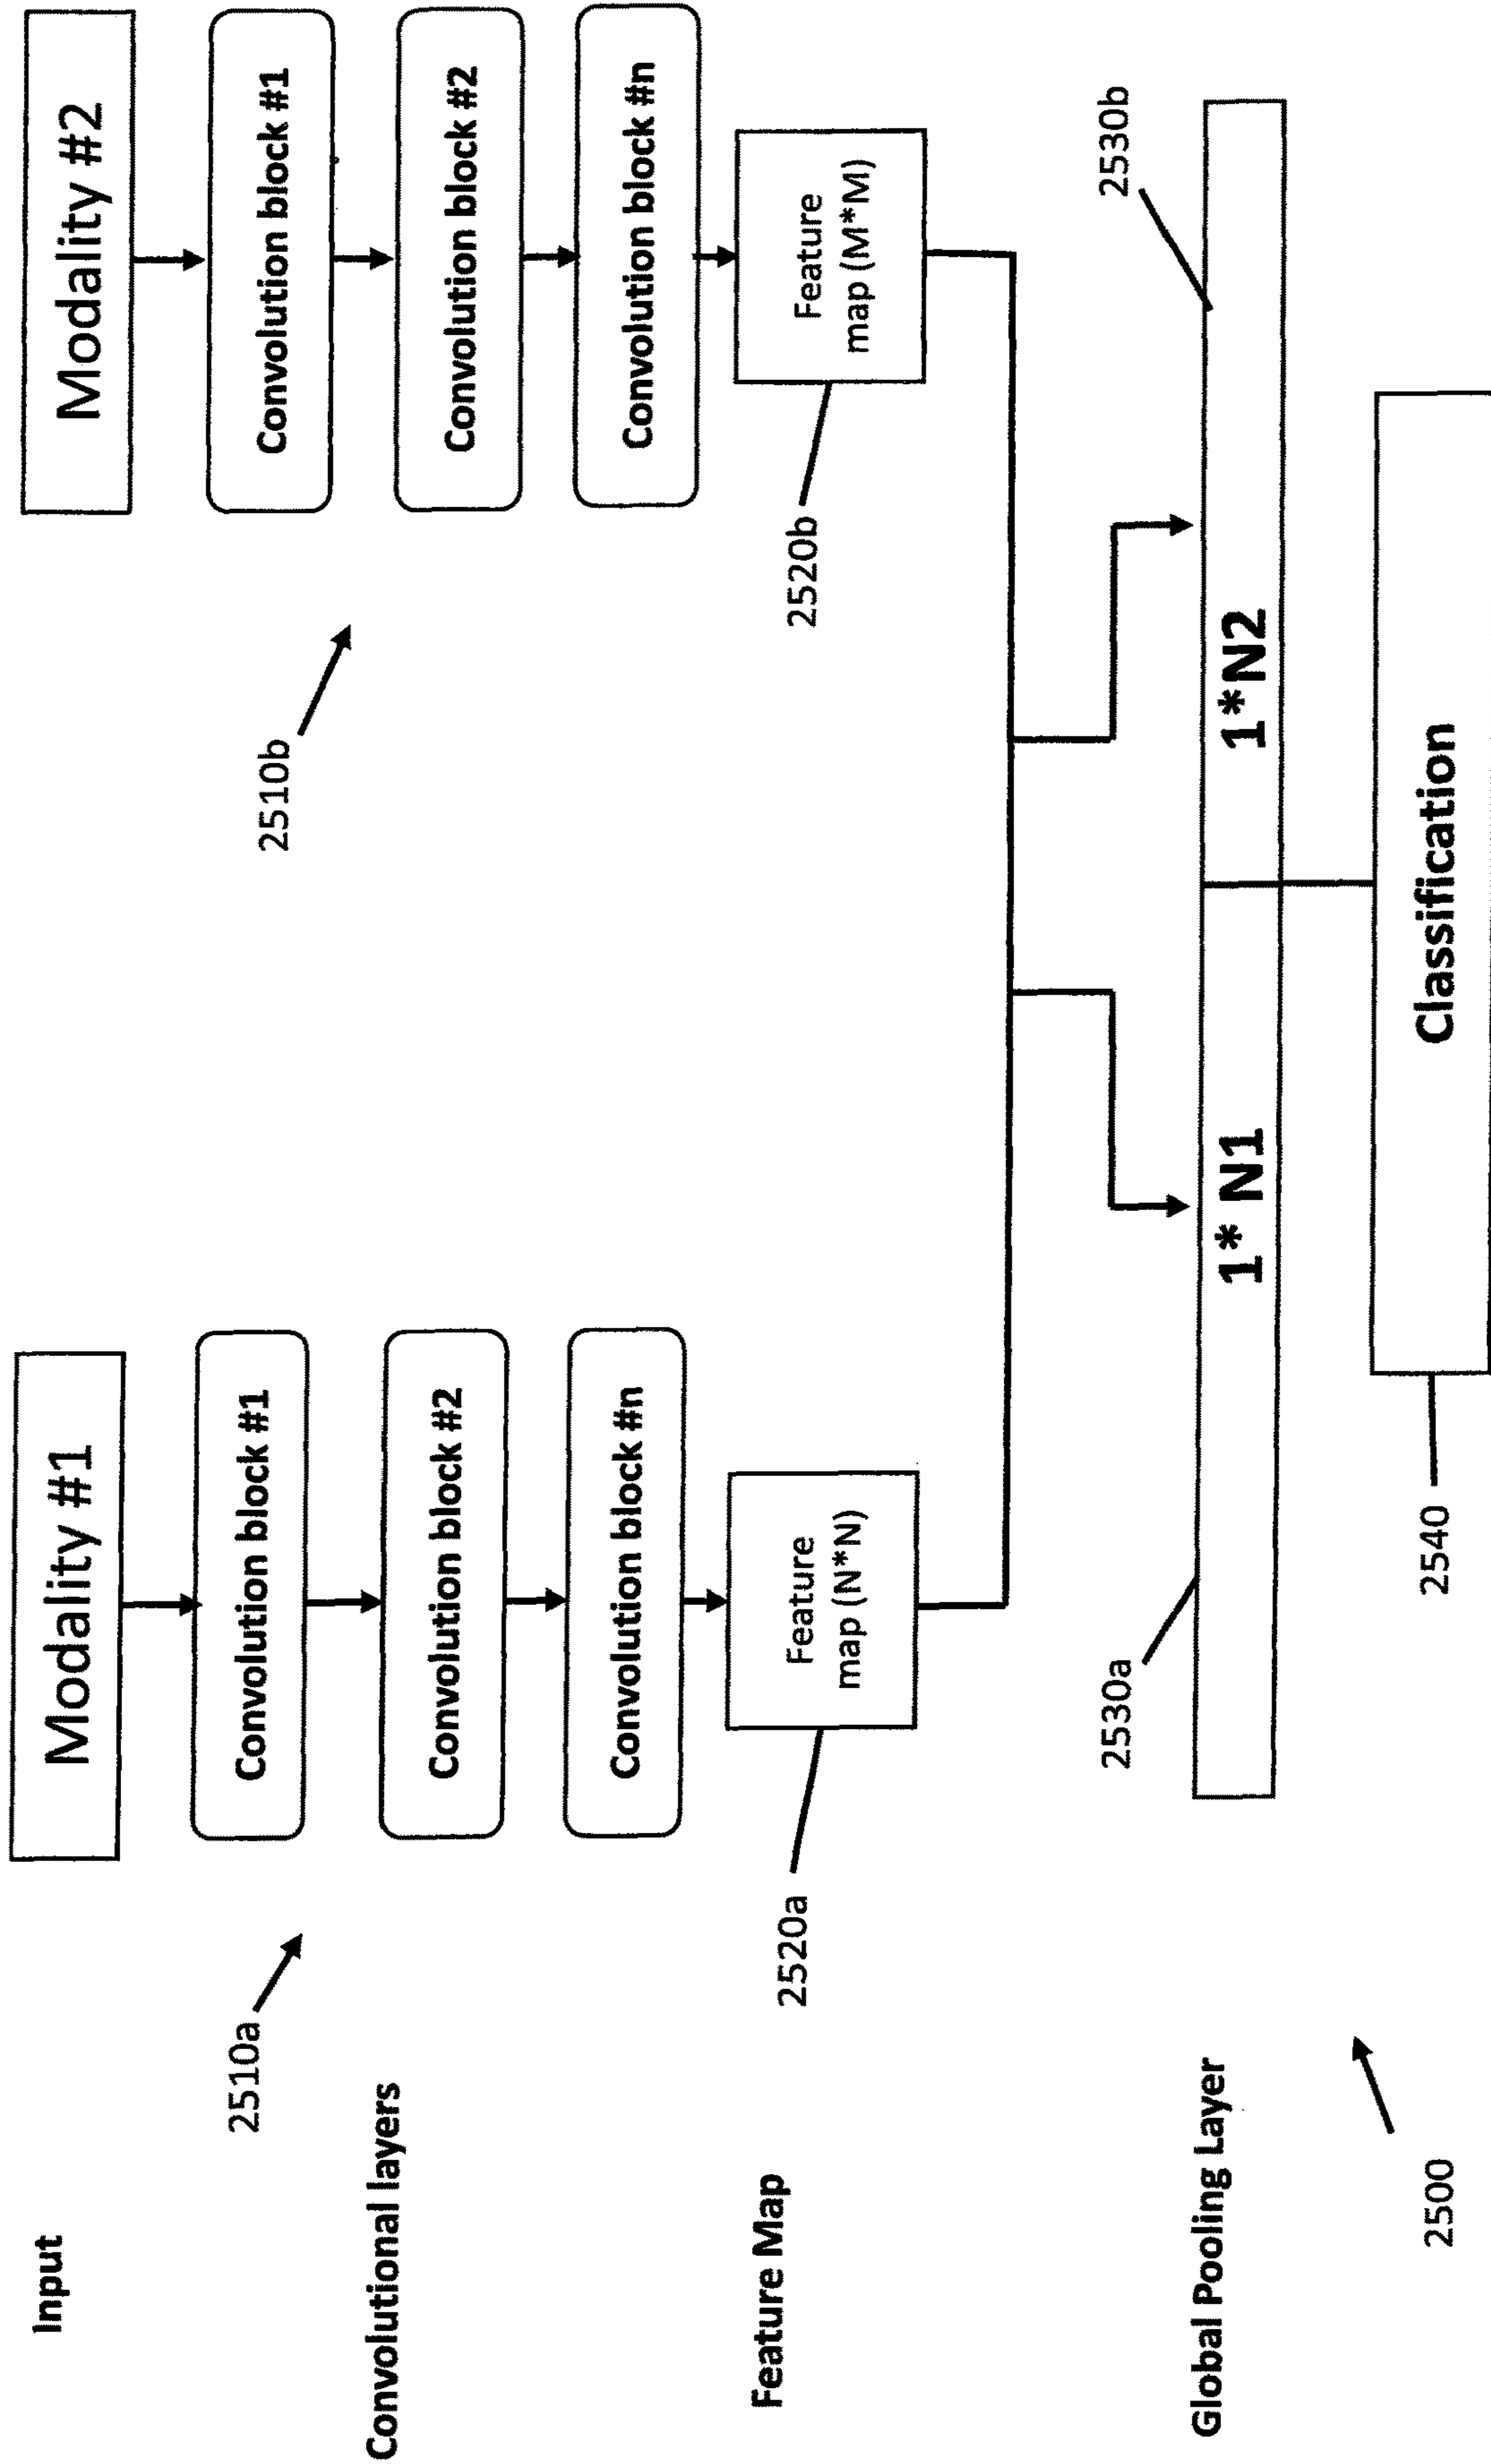 Input
Modality #1
Modality #2
2510a
2510b
Convolutional layers
Convolution block #1
Convolution block #1
Convolution block #2
Convolution block #2
Convolution block #n
Convolution block #n
Feature Map
2520a
Feature
map (N*N)
2520b
Feature
map (M*M)
2530a
2530b
Global Pooling Layer
1* N1
1*N2
2500
2540
Classification